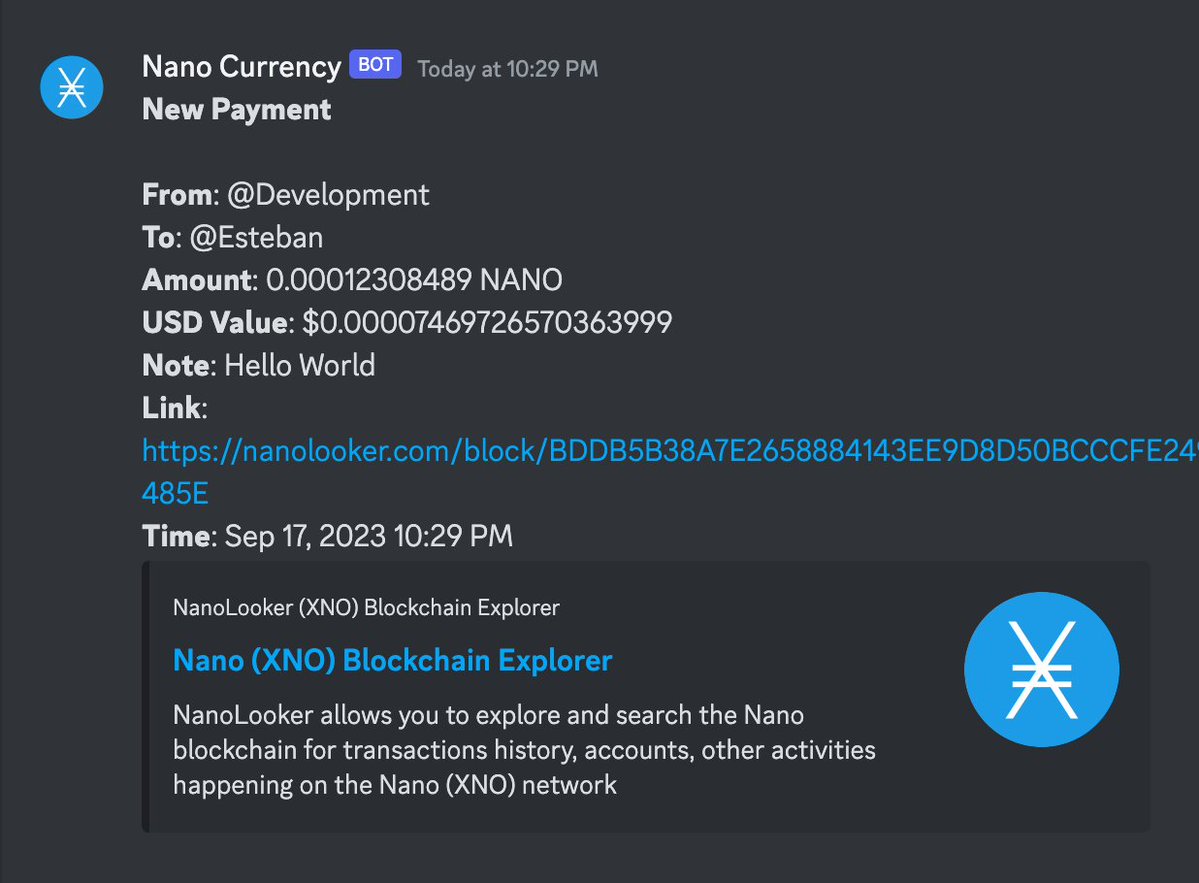 Nano Currency BOT Today at 10:29 PM
New Payment
From: @Development
To: @Esteban
Amount: 0.00012308489 NANO
USD Value: $0.00007469726570363999
Note: Hello World
Link:
https://nanolooker.com/block/BDDB5B38A7E2658884143EE9D8D50BCCCFE249
485E
Time: Sep 17, 2023 10:29 PM
NanoLooker (XNO) Blockchain Explorer
Nano (XNO) Blockchain Explorer
NanoLooker allows you to explore and search the Nano
blockchain for transactions history, accounts, other activities
happening on the Nano (XNO) network